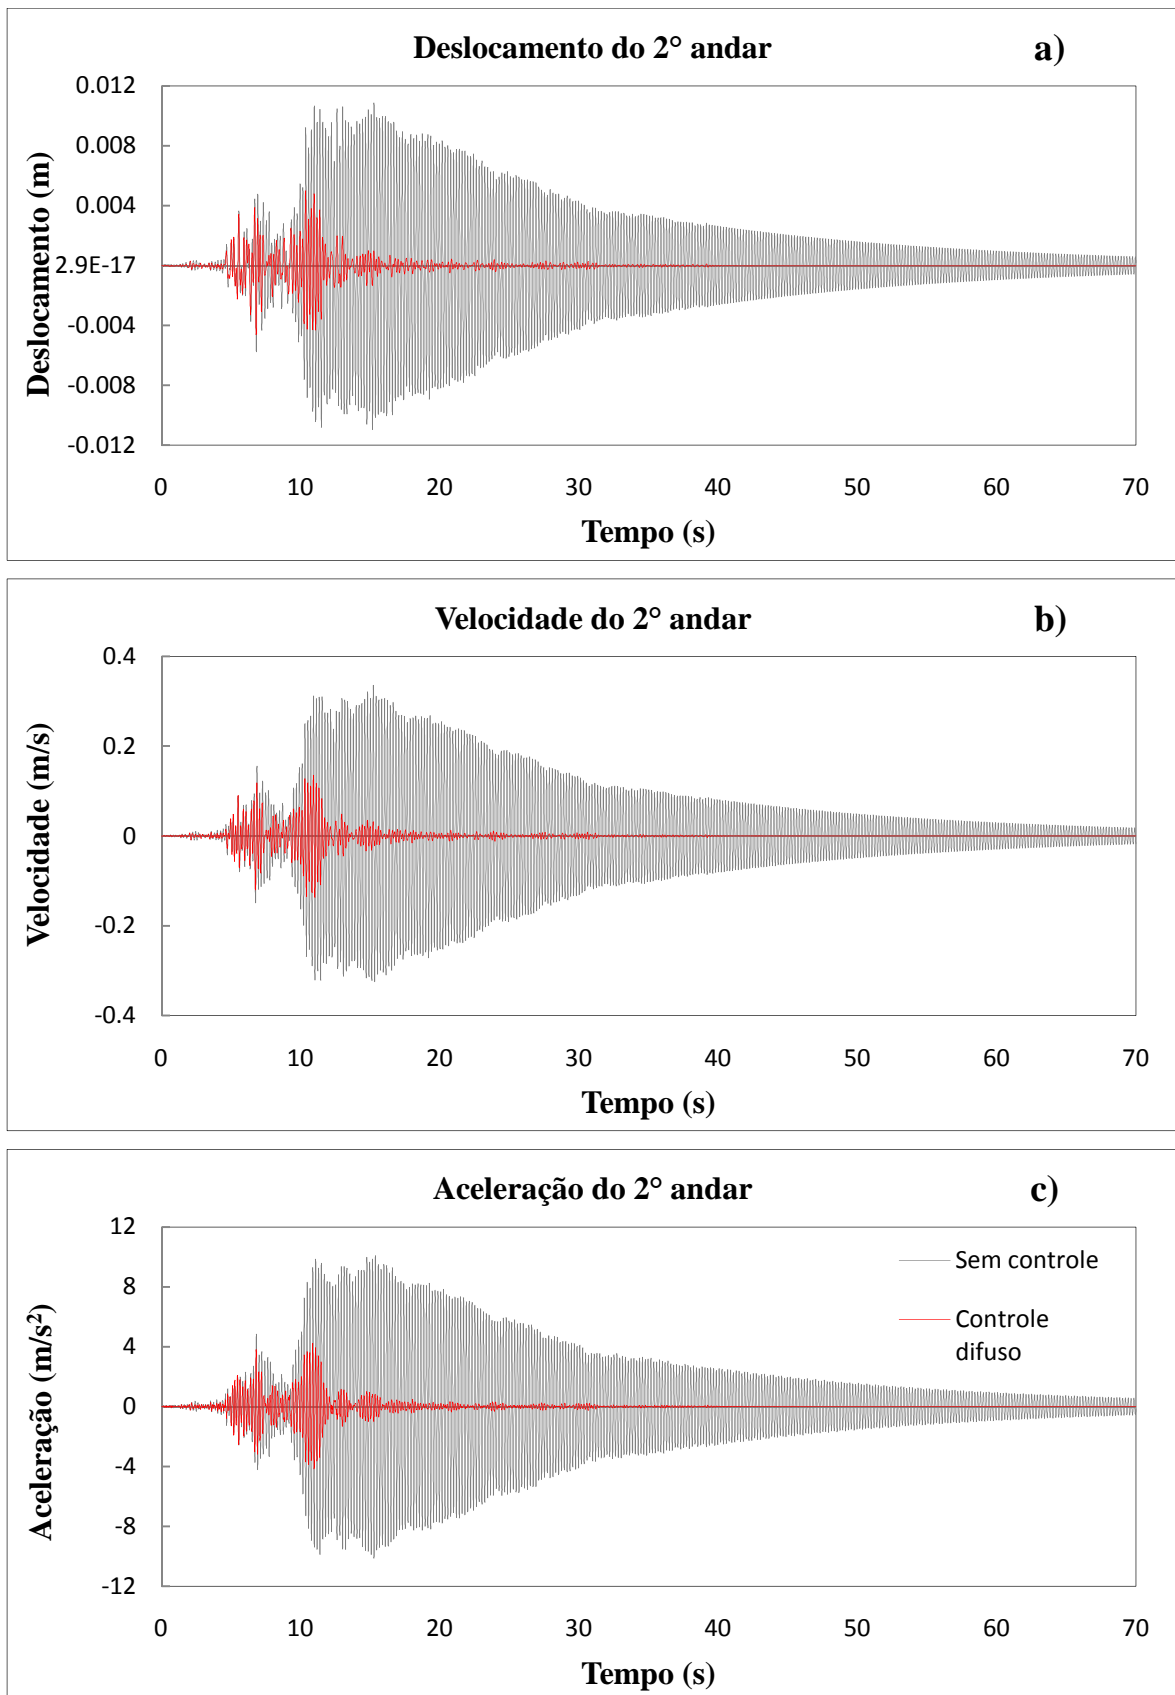 Deslocamento do 2° andar
a)
0.012
0.008
0.004
2.9E-17
-0.004
-0.008
-0.012
Deslocamento (m)
0 10 20 30 40 50 60 70
Tempo (s)
Velocidade do 2° andar
b)
0.4
0.2
0
-0.2
-0.4
Velocidade (m/s)
0 10 20 30 40 50 60 70
Tempo (s)
Aceleração do 2° andar
c)
12
8
4
0
-4
-8
-12
Aceleração (m/s²)
Sem controle
Controle
difuso
0 10 20 30 40 50 60 70
Tempo (s)